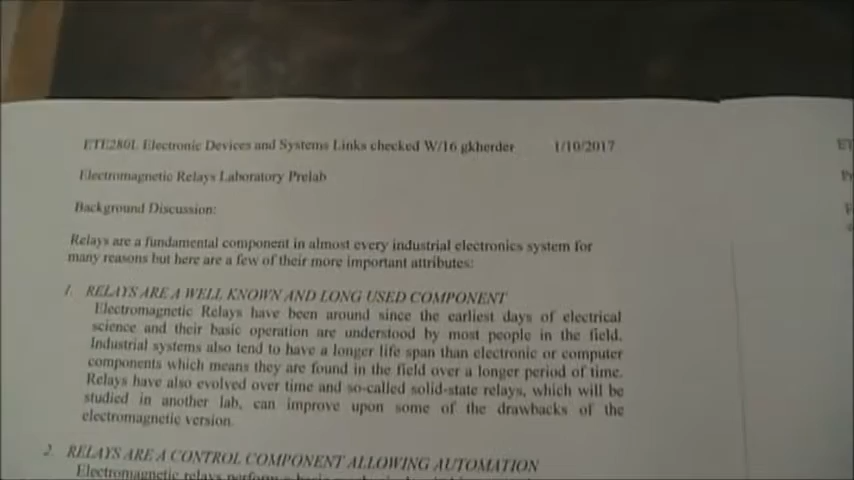 ETE280L Electronic Devices and Systems Links checked W/16 gkherder 1/10/2017
Electromagnetic Relays Laboratory Prelab
Background Discussion:
Relays are a fundamental component in almost every industrial electronics system for
many reasons but here are a few of their more important attributes:
1. RELAYS ARE A WELL KNOWN AND LONG USED COMPONENT
Electromagnetic Relays have been around since the earliest days of electrical
science and their basic operation are understood by most people in the field.
Industrial systems also tend to have a longer life span than electronic or computer
components which means they are found in the field over a longer period of time.
Relays have also evolved over time and so-called solid-state relays, which will be
studied in another lab, can improve upon some of the drawbacks of the
electromagnetic version.
2. RELAYS ARE A CONTROL COMPONENT ALLOWING AUTOMATION
Electromagnetic relays perform a